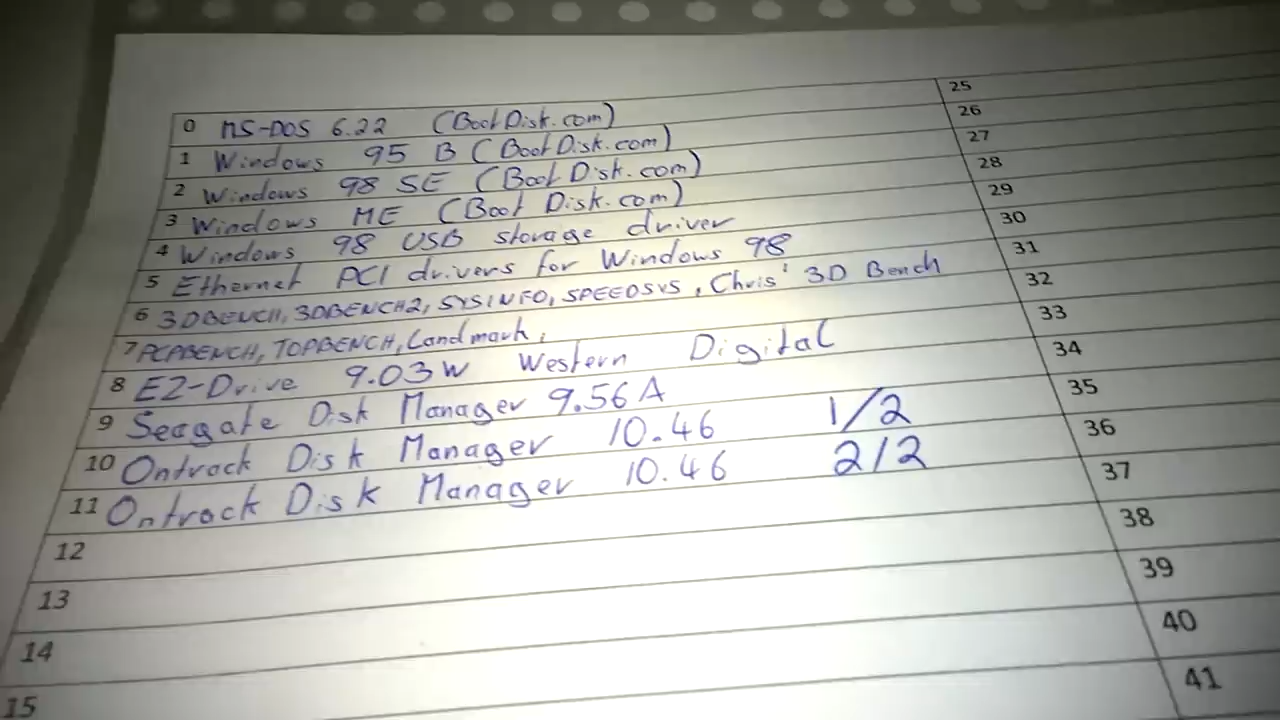 0 MS-DOS 6.22 (BootDisk.com)
1 Windows 95 B (BootDisk.com)
2 Windows 98 SE (Boot Disk.com)
3 Windows ME (Boot Disk.com)
4 Windows 98 USB storage driver
5 Ethernet PCI drivers for Windows 98
6 3DBENCH, 3DBENCH2, SYSINFO, SPEEDSYS, Chris' 3D Bench
7 PCPBENCH, TOPBENCH, Landmark,
8 EZ-Drive 9.03W Western Digital
9 Seagate Disk Manager 9.56A
10 Ontrack Disk Manager 10.46 1/2
11 Ontrack Disk Manager 10.46 2/2
12
13
14
15
25
26
27
28
29
30
31
32
33
34
35
36
37
38
39
40
41